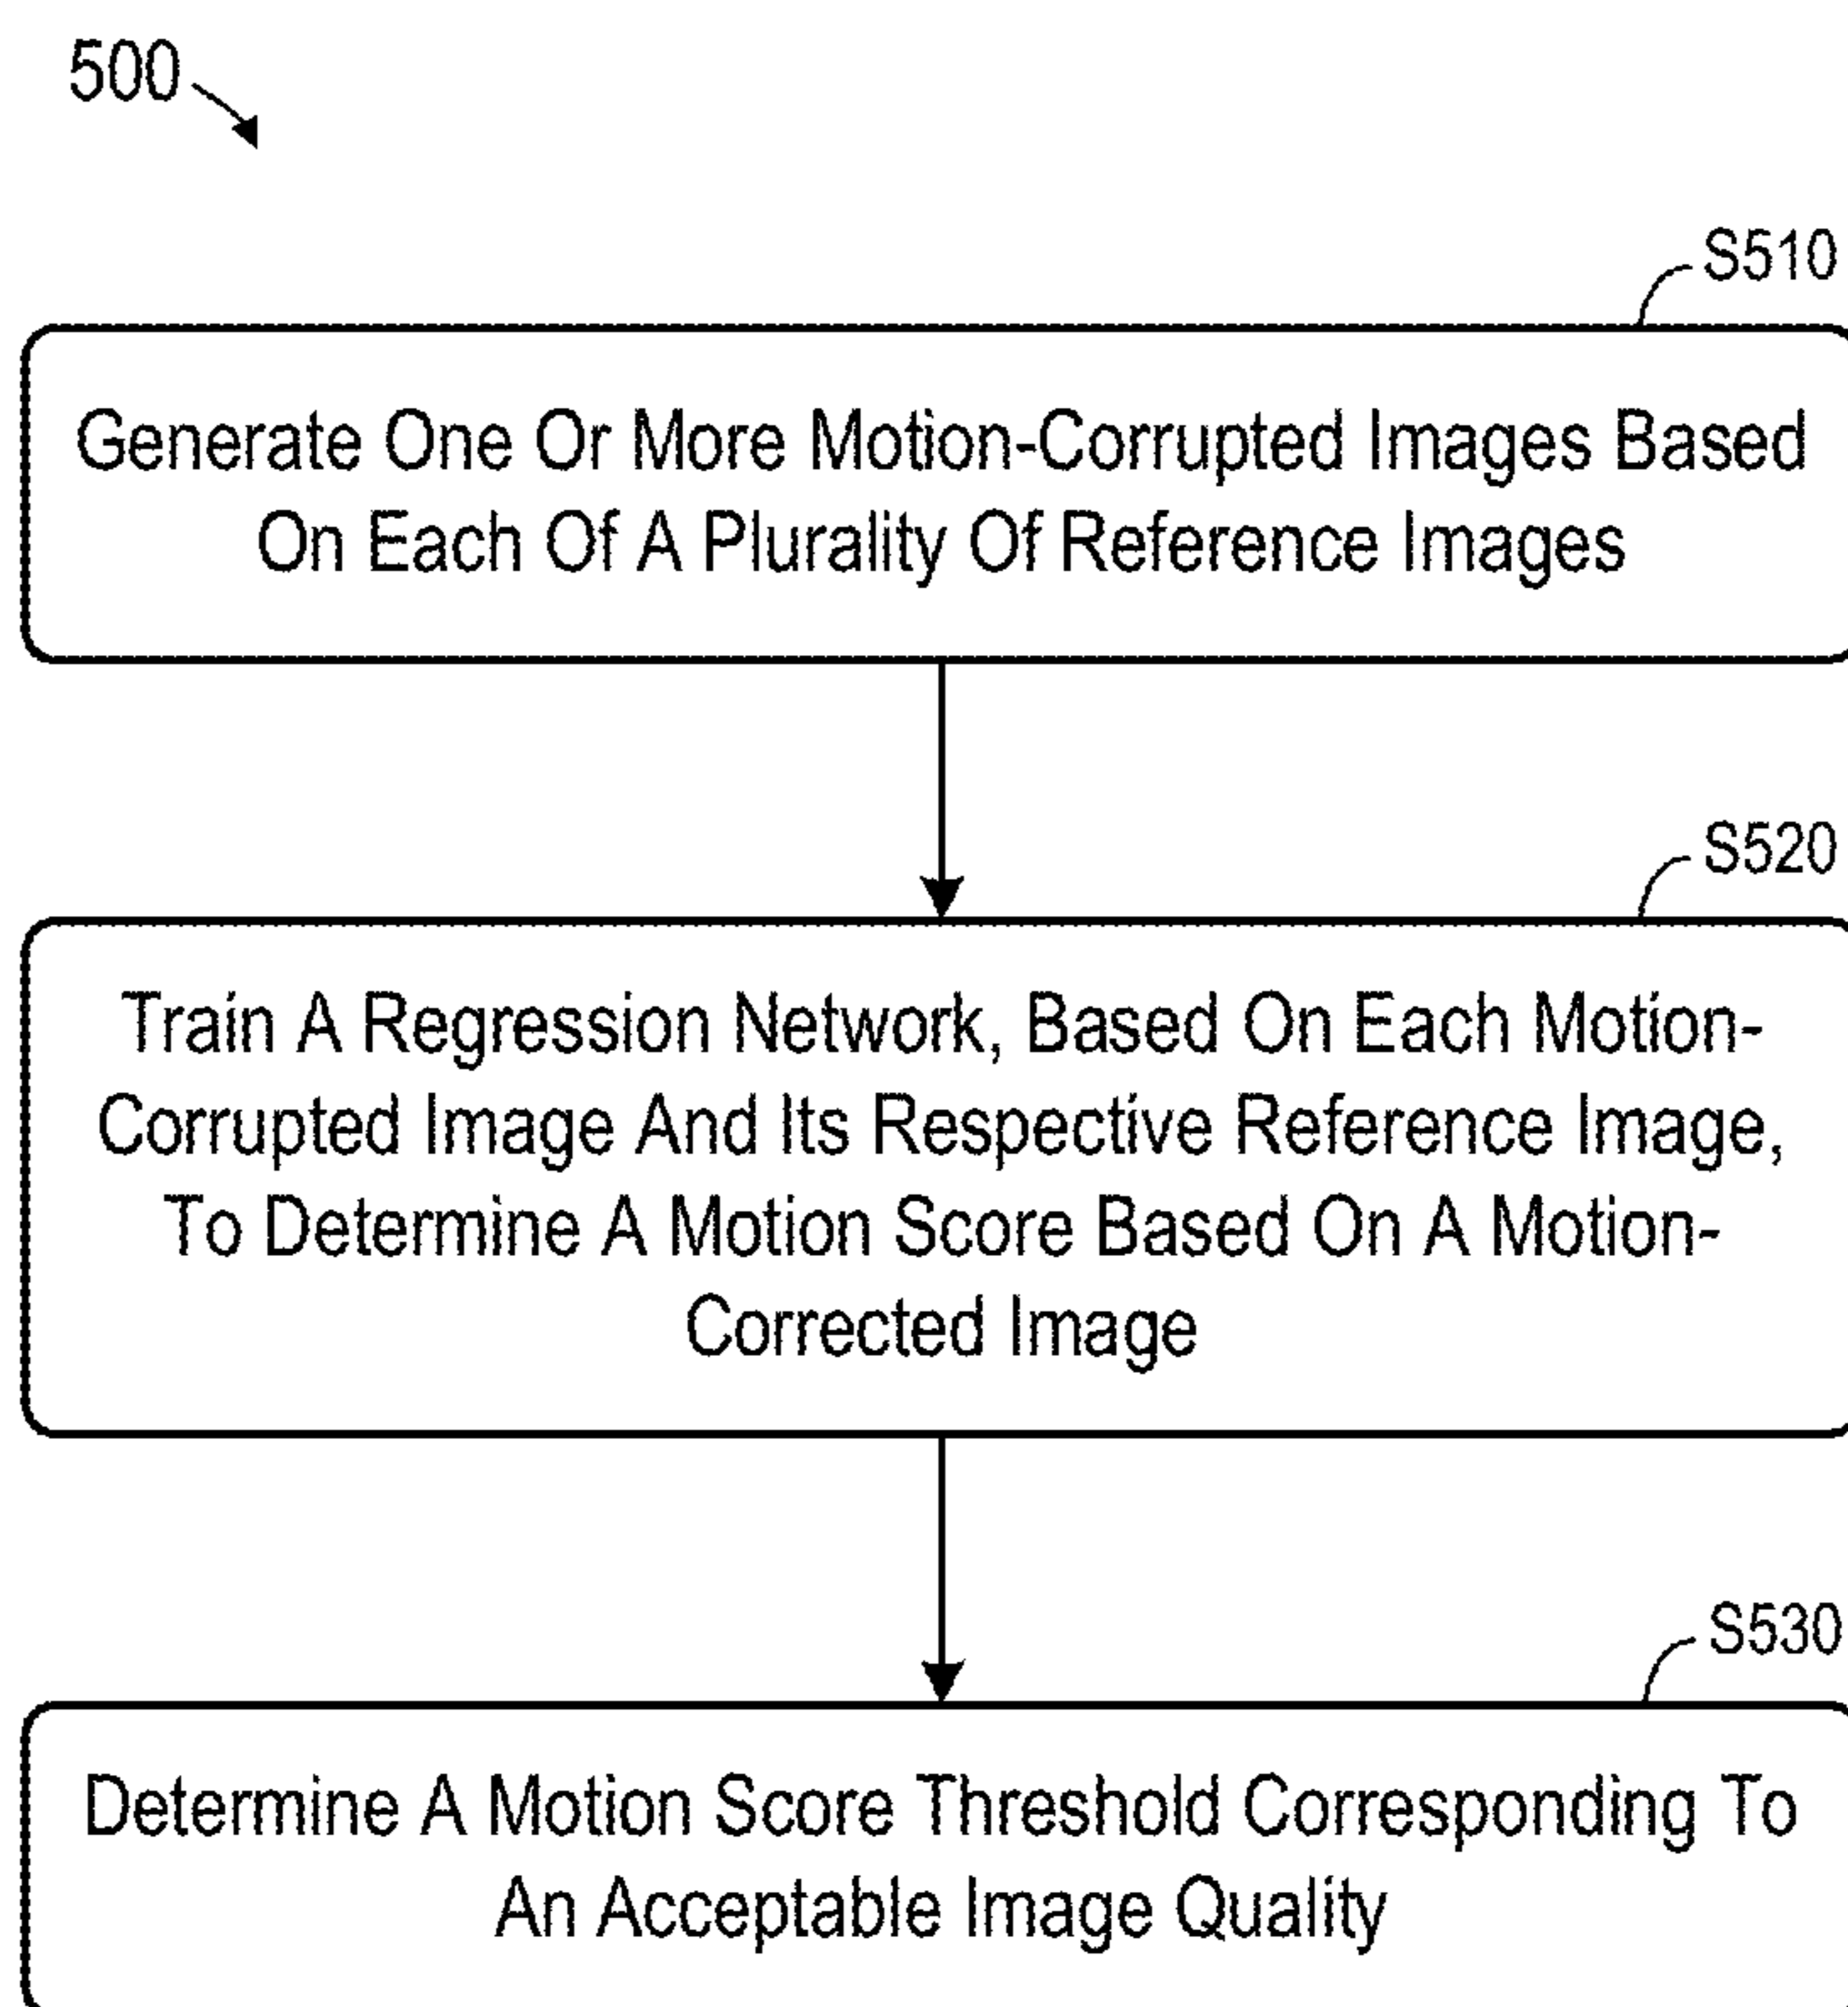 500
S510
Generate One Or More Motion-Corrupted Images Based
On Each Of A Plurality Of Reference Images
S520
Train A Regression Network, Based On Each Motion-
Corrupted Image And Its Respective Reference Image,
To Determine A Motion Score Based On A Motion-
Corrected Image
S530
Determine A Motion Score Threshold Corresponding To
An Acceptable Image Quality